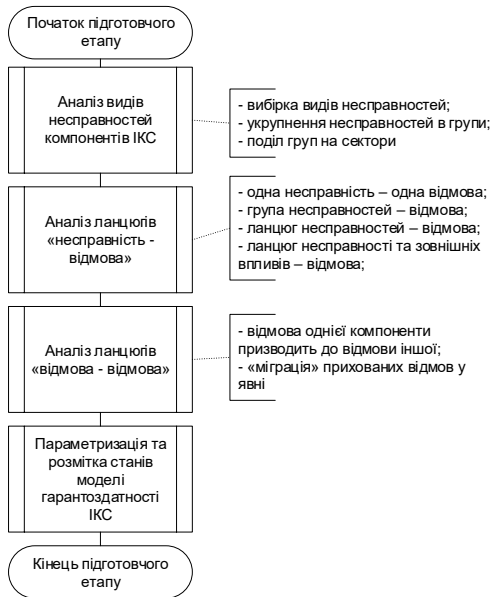 Початок підготовчого
етапу
Аналіз видів
несправностей
компонентів ІКС
- вибірка видів несправностей;
- укрупнення несправностей в групи;
- поділ груп на сектори
Аналіз ланцюгів
«несправність -
відмова»
- одна несправність – одна відмова;
- група несправностей – відмова;
- ланцюг несправностей – відмова;
- ланцюг несправності та зовнішніх
впливів – відмова;
Аналіз ланцюгів
«відмова - відмова»
- відмова однієї компоненти
призводить до відмови іншої;
- «міграція» прихованих відмов у
явні
Параметризація та
розмітка станів
моделі
гарантоздатності
ІКС
Кінець підготовчого
етапу